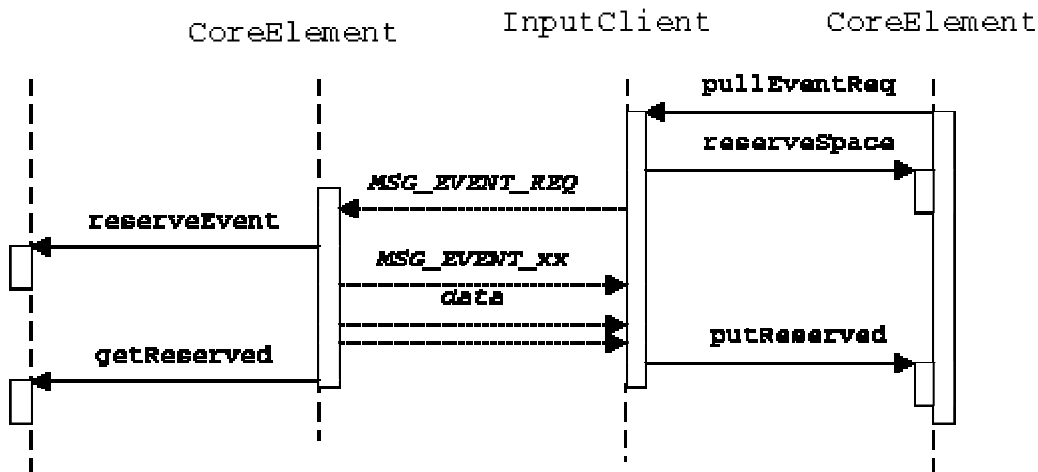 CoreElement
InputClient
CoreElement
pullEventReq
reserveSpace
MSG_EVENT_REQ
reserveEvent
MSG_EVENT_xx
data
getReserved
putReserved